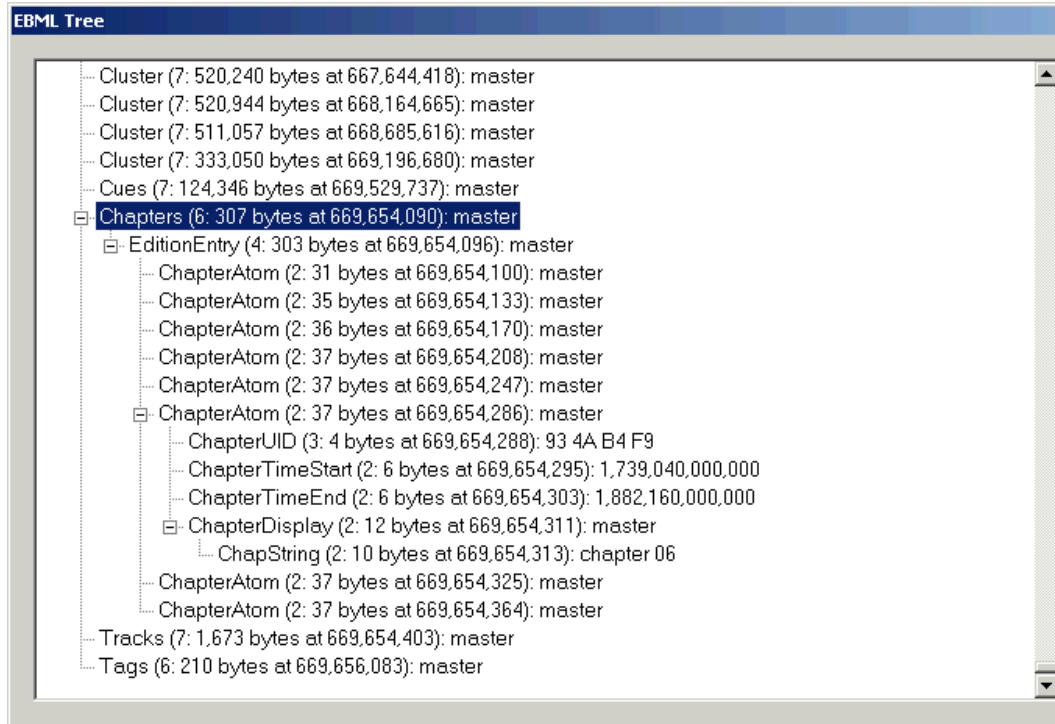 EBML Tree
Cluster (7: 520,240 bytes at 667,644,418): master
Cluster (7: 520,944 bytes at 668,164,665): master
Cluster (7: 511,057 bytes at 668,685,616): master
Cluster (7: 333,050 bytes at 669,196,680): master
Cues (7: 124,346 bytes at 669,529,737): master
Chapters (6: 307 bytes at 669,654,090): master
EditionEntry (4: 303 bytes at 669,654,096): master
ChapterAtom (2: 31 bytes at 669,654,100): master
ChapterAtom (2: 35 bytes at 669,654,133): master
ChapterAtom (2: 36 bytes at 669,654,170): master
ChapterAtom (2: 37 bytes at 669,654,208): master
ChapterAtom (2: 37 bytes at 669,654,247): master
ChapterAtom (2: 37 bytes at 669,654,286): master
ChapterUID (3: 4 bytes at 669,654,288): 93 4A B4 F9
ChapterTimeStart (2: 6 bytes at 669,654,295): 1,739,040,000,000
ChapterTimeEnd (2: 6 bytes at 669,654,303): 1,882,160,000,000
ChapterDisplay (2: 12 bytes at 669,654,311): master
ChapString (2: 10 bytes at 669,654,313): chapter 06
ChapterAtom (2: 37 bytes at 669,654,325): master
ChapterAtom (2: 37 bytes at 669,654,364): master
Tracks (7: 1,673 bytes at 669,654,403): master
Tags (6: 210 bytes at 669,656,083): master